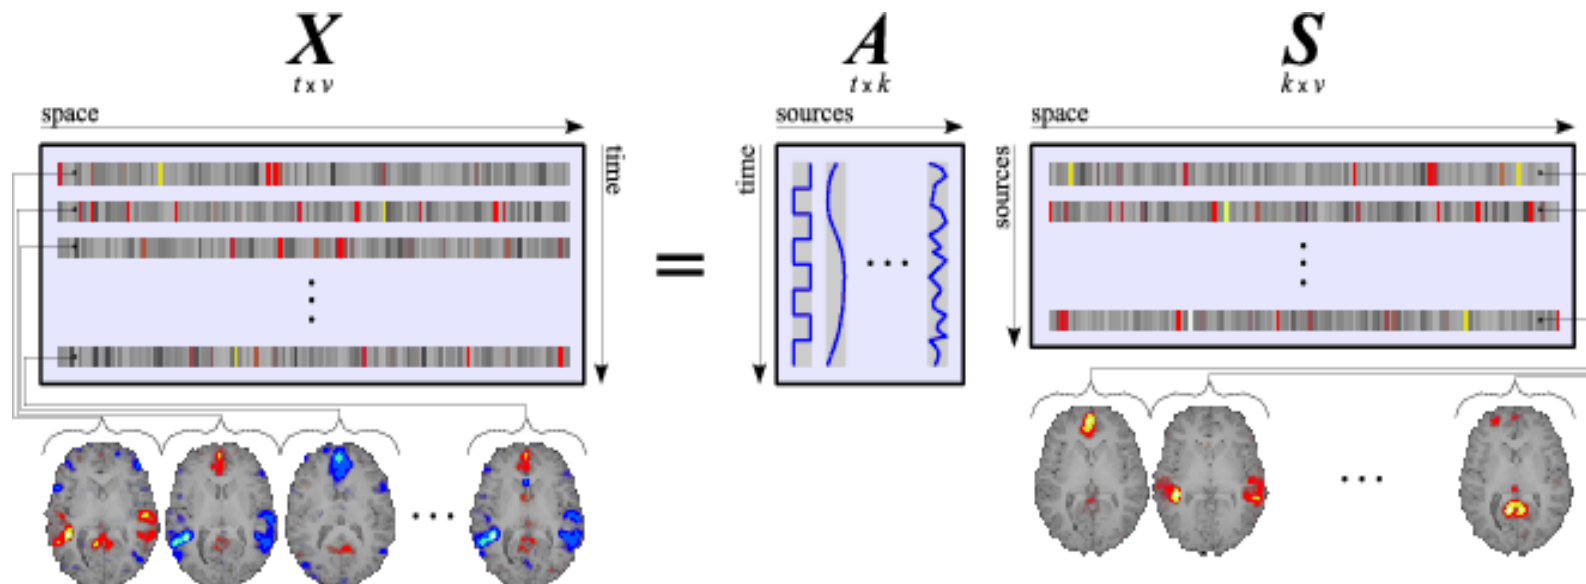 X
t x v
space
time
=
A
t x k
sources
time
S
k x v
space
sources